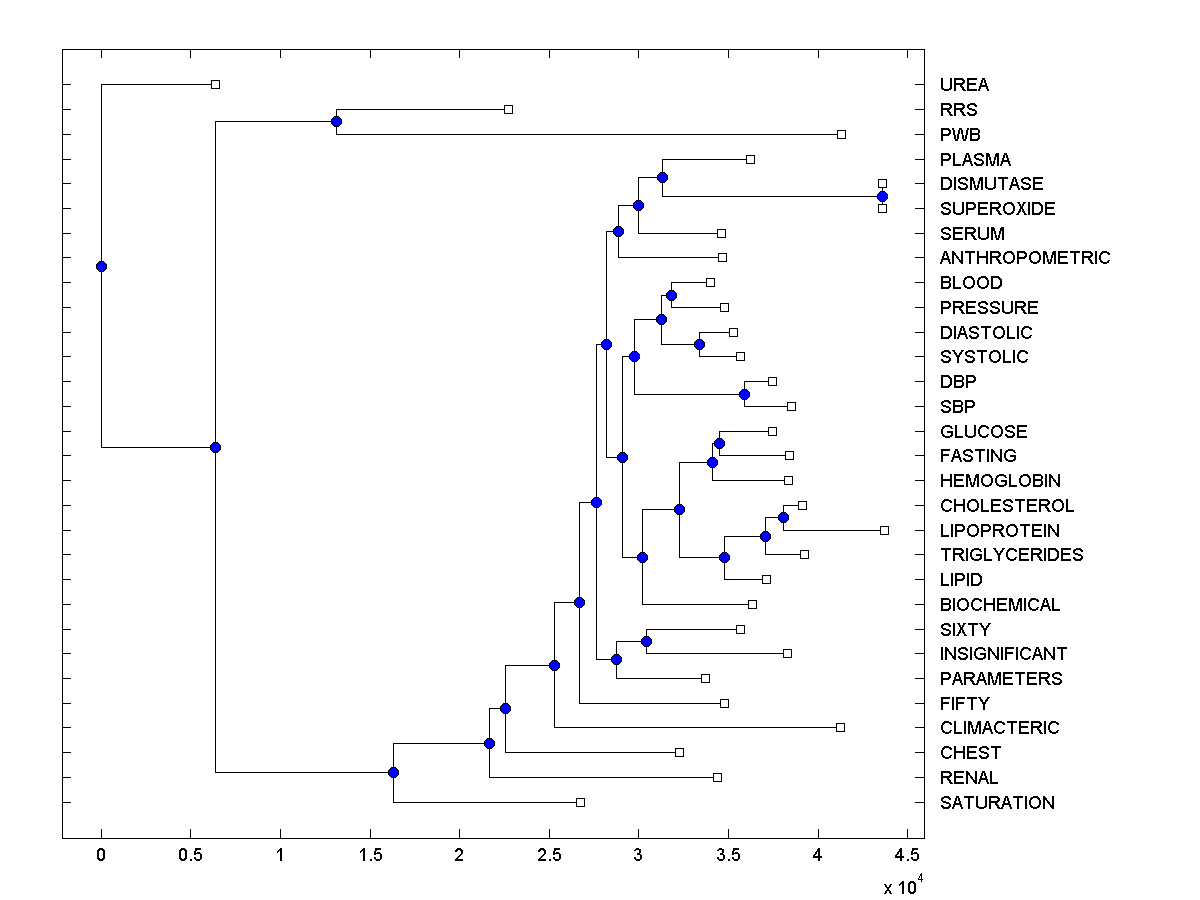 UREA
RRS
PWB
PLASMA
DISMUTASE
SUPEROXIDE
SERUM
ANTHROPOMETRIC
BLOOD
PRESSURE
DIASTOLIC
SYSTOLIC
DBP
SBP
GLUCOSE
FASTING
HEMOGLOBIN
CHOLESTEROL
LIPOPROTEIN
TRIGLYCERIDES
LIPID
BIOCHEMICAL
SIXTY
INSIGNIFICANT
PARAMETERS
FIFTY
CLIMACTERIC
CHEST
RENAL
SATURATION
0 0.5 1 1.5 2 2.5 3 3.5 4 4.5
x 10^4